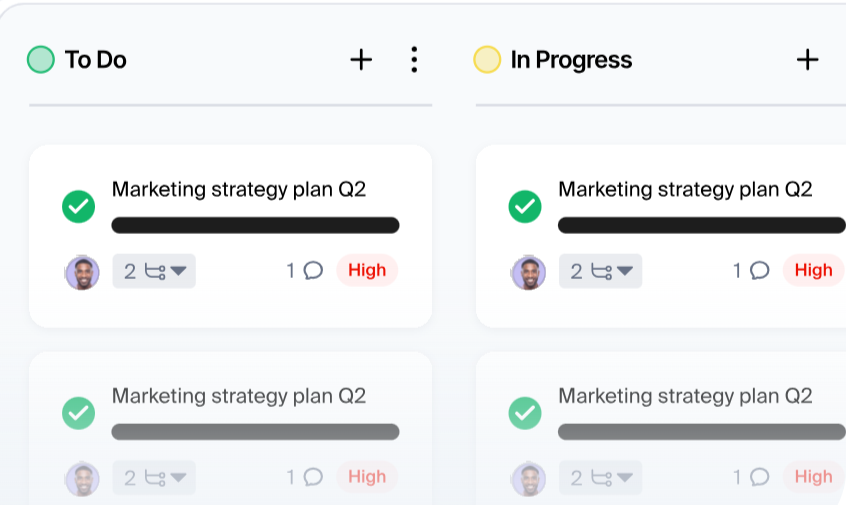 To Do
In Progress
Marketing strategy plan Q2
2
1
High
Marketing strategy plan Q2
2
1
High
Marketing strategy plan Q2
2
1
High
Marketing strategy plan Q2
2
1
High